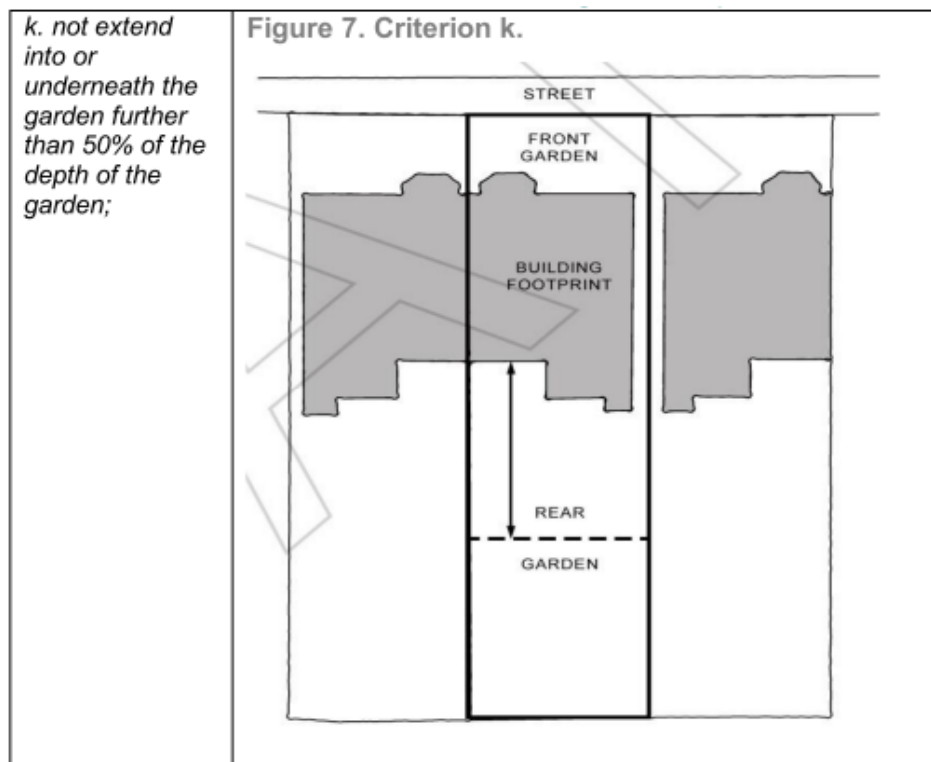 k. not extend
into or
underneath the
garden further
than 50% of the
depth of the
garden;
Figure 7. Criterion k.
STREET
FRONT
GARDEN
BUILDING
FOOTPRINT
REAR
GARDEN